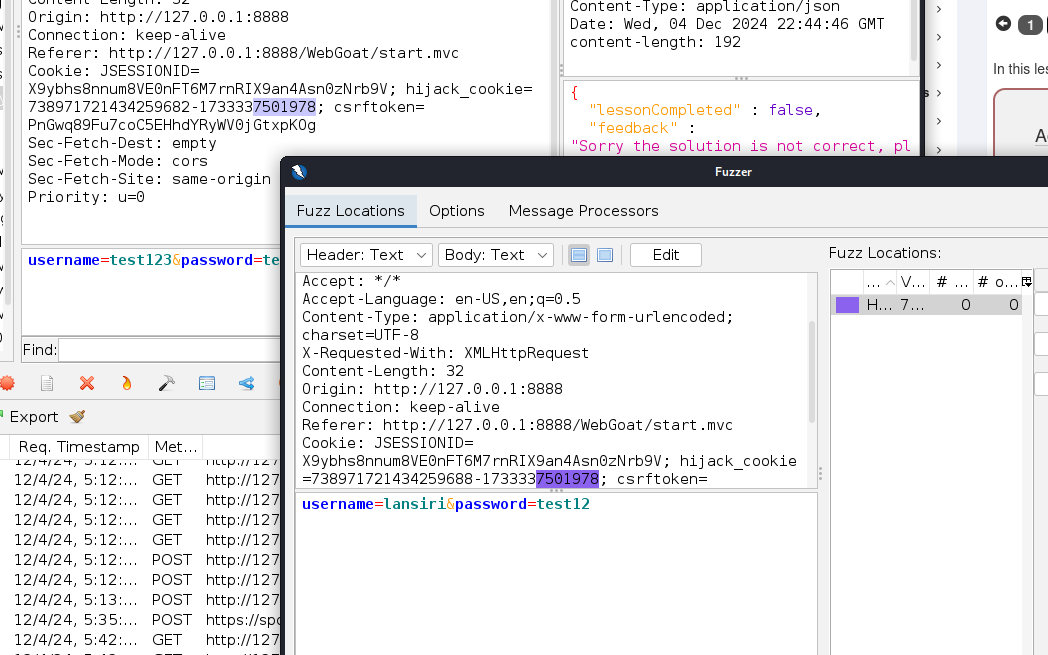 Content-Length: 32
Origin: http://127.0.0.1:8888
Connection: keep-alive
Referer: http://127.0.0.1:8888/WebGoat/start.mvc
Cookie: JSESSIONID=
X9ybhs8nnum8VE0nFT6M7rnRIX9an4Asn0zNrb9V; hijack_cookie=
738971721434259682-1733337501978; csrftoken=
PnGwq89Fu7coC5EHhdYRyWV0jGtxpKOg
Sec-Fetch-Dest: empty
Sec-Fetch-Mode: cors
Sec-Fetch-Site: same-origin
Priority: u=0
username=test123&password=te
Find:
Content-Type: application/json
Date: Wed, 04 Dec 2024 22:44:46 GMT
content-length: 192
{
"lessonCompleted" : false,
"feedback" :
"Sorry the solution is not correct, pl
1
In this les
A
Fuzzer
Fuzz Locations Options Message Processors
Header: Text Body: Text Edit
Accept: */*
Accept-Language: en-US,en;q=0.5
Content-Type: application/x-www-form-urlencoded;
charset=UTF-8
X-Requested-With: XMLHttpRequest
Content-Length: 32
Origin: http://127.0.0.1:8888
Connection: keep-alive
Referer: http://127.0.0.1:8888/WebGoat/start.mvc
Cookie: JSESSIONID=
X9ybhs8nnum8VE0nFT6M7rnRIX9an4Asn0zNrb9V; hijack_cookie
=738971721434259688-1733337501978; csrftoken=
username=lansiri&password=test12
Fuzz Locations:
... V... # ... # o...
H... 7... 0 0
Export
Req. Timestamp Met...
12/4/24, 5:12:... GET http://127
12/4/24, 5:12:... GET http://127
12/4/24, 5:12:... GET http://127
12/4/24, 5:12:... GET http://127
12/4/24, 5:12:... GET http://127
12/4/24, 5:12:... POST http://127
12/4/24, 5:12:... POST http://127
12/4/24, 5:13:... POST http://127
12/4/24, 5:35:... POST https://spo
12/4/24, 5:42:... GET http://127